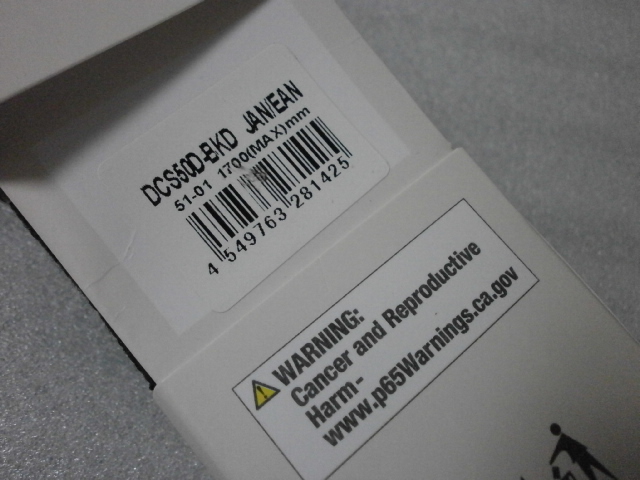 DCS50D-BKD JAN/EAN
51-01 1700(MAX)mm
4 549763 281425
WARNING:
Cancer and Reproductive
Harm-
www.p65Warnings.ca.gov